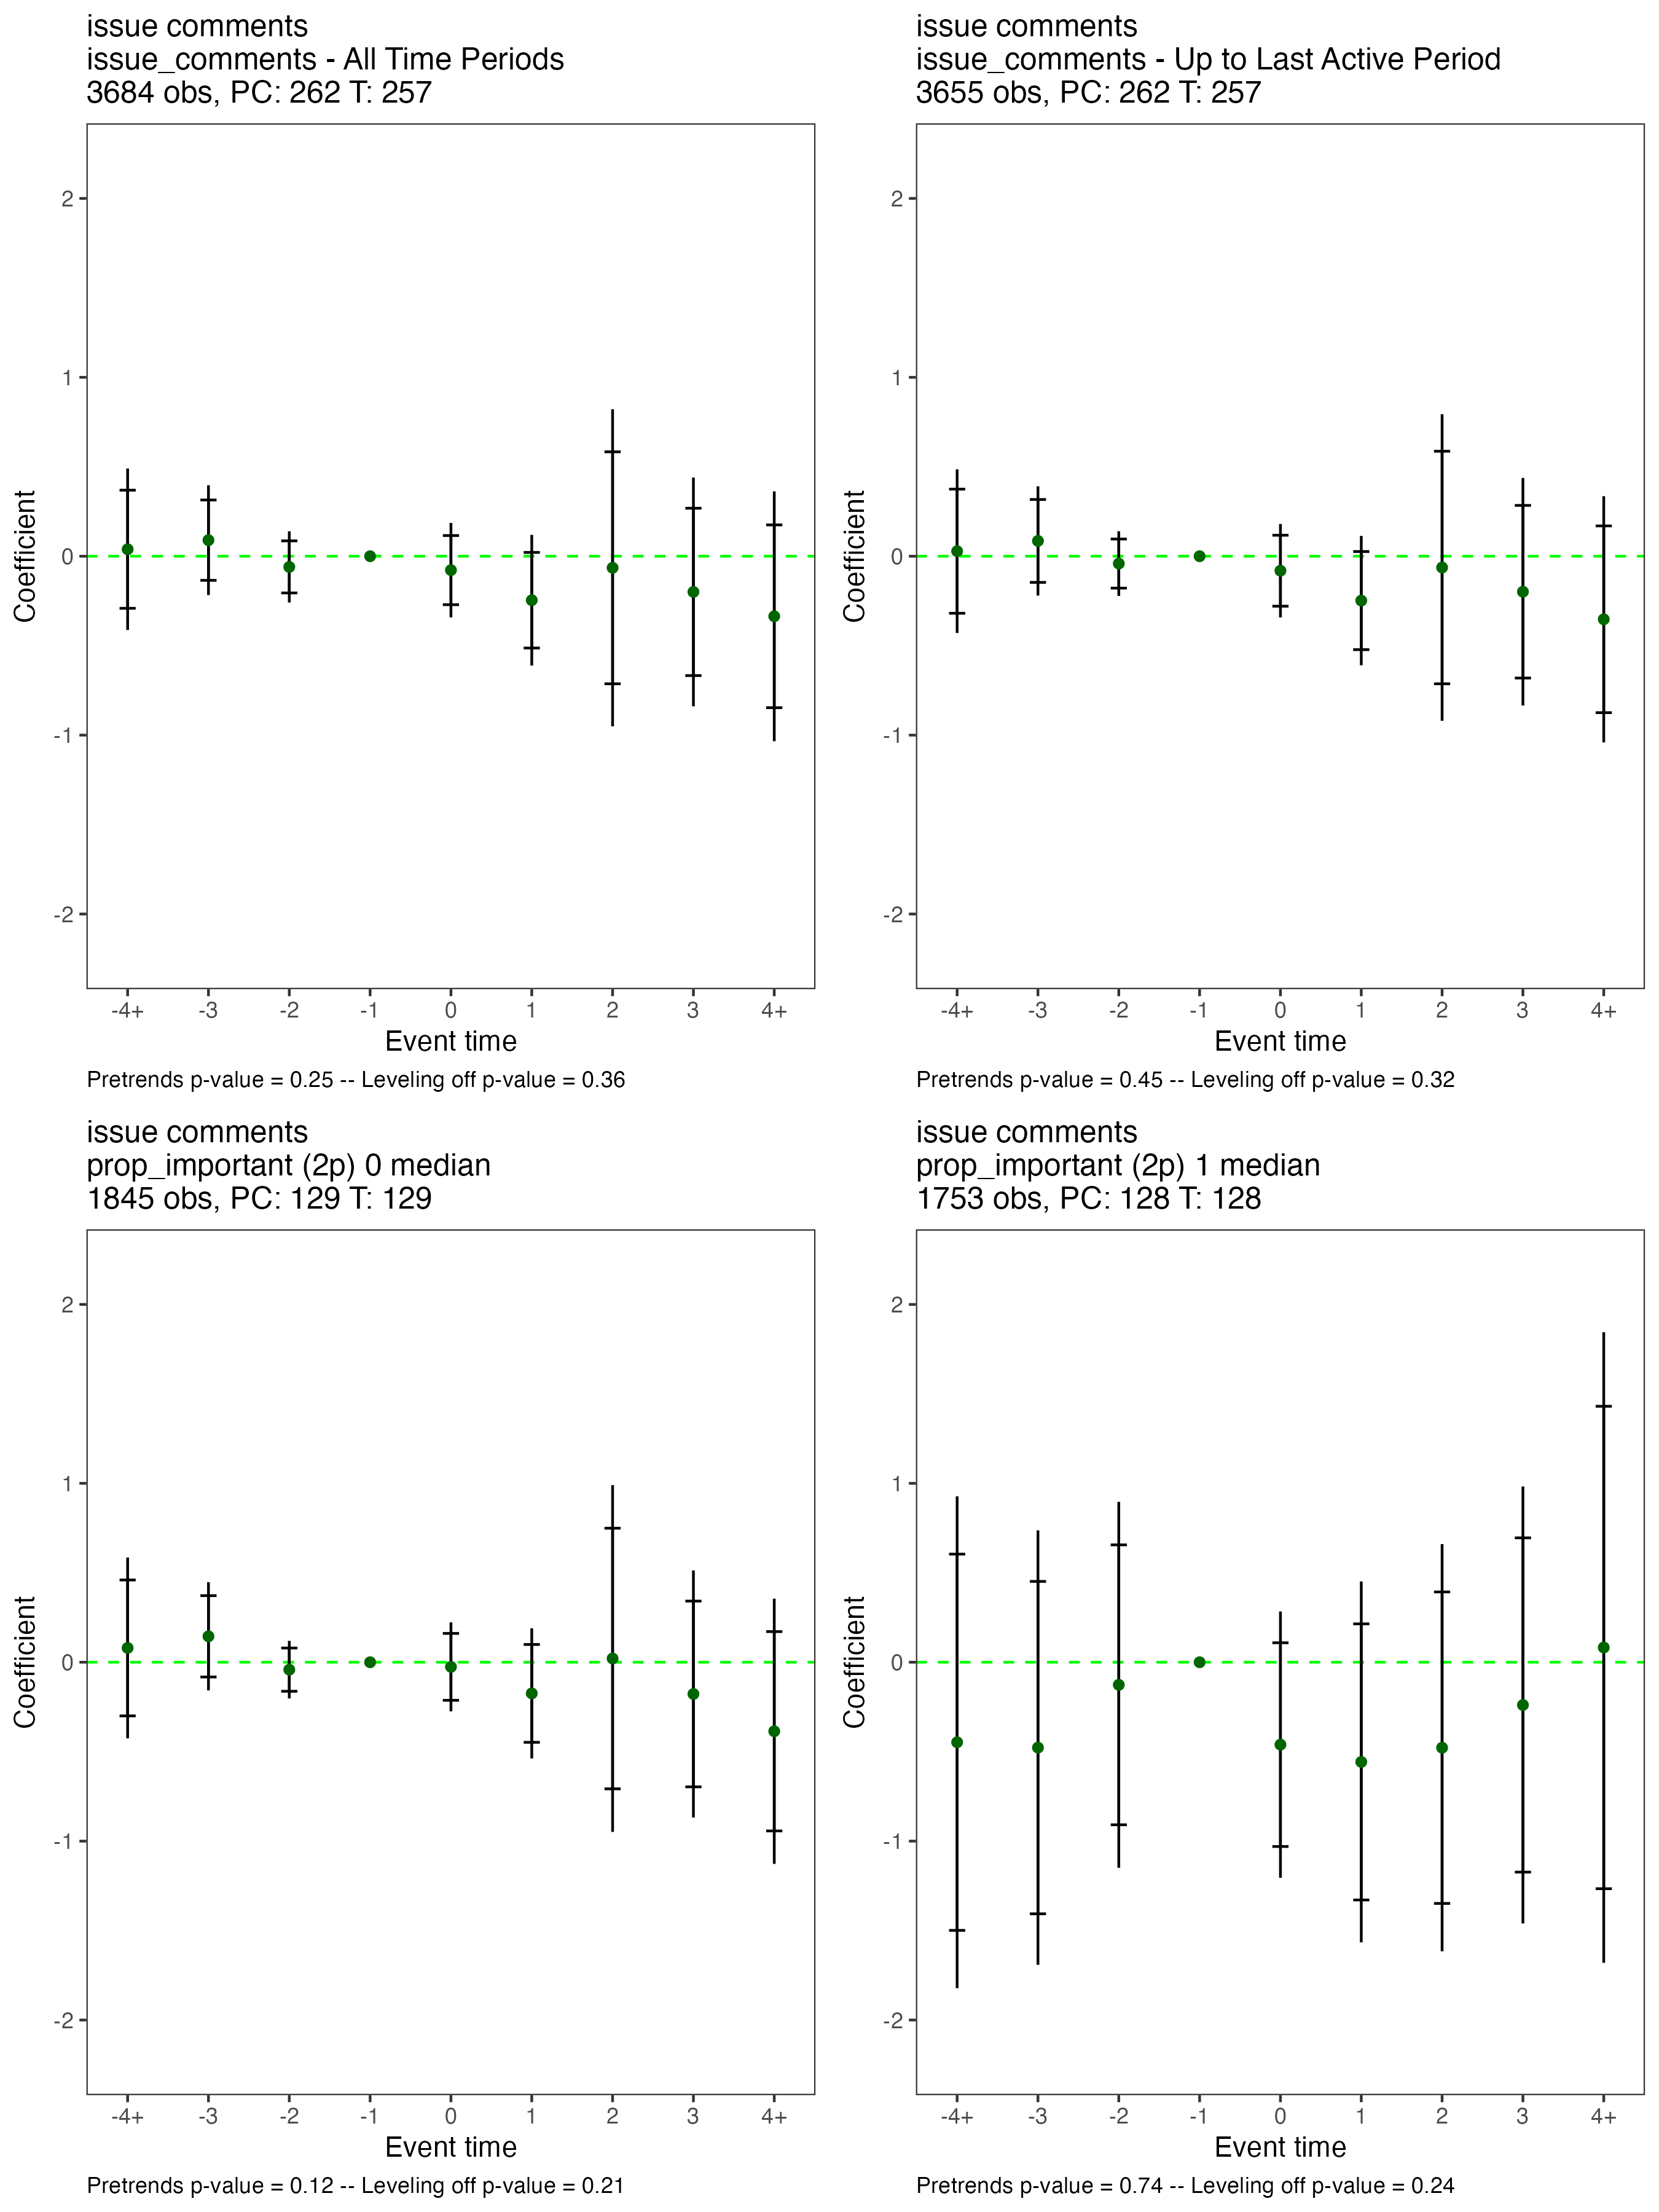 issue comments
issue_comments - All Time Periods
3684 obs, PC: 262 T: 257
2
1
0
-1
-2
Coefficient
-4+ -3 -2 -1 0 1 2 3 4+
Event time
Pretrends p-value = 0.25 -- Leveling off p-value = 0.36
issue comments
issue_comments - Up to Last Active Period
3655 obs, PC: 262 T: 257
2
1
0
-1
-2
Coefficient
-4+ -3 -2 -1 0 1 2 3 4+
Event time
Pretrends p-value = 0.45 -- Leveling off p-value = 0.32
issue comments
prop_important (2p) 0 median
1845 obs, PC: 129 T: 129
2
1
0
-1
-2
Coefficient
-4+ -3 -2 -1 0 1 2 3 4+
Event time
Pretrends p-value = 0.12 -- Leveling off p-value = 0.21
issue comments
prop_important (2p) 1 median
1753 obs, PC: 128 T: 128
2
1
0
-1
-2
Coefficient
-4+ -3 -2 -1 0 1 2 3 4+
Event time
Pretrends p-value = 0.74 -- Leveling off p-value = 0.24